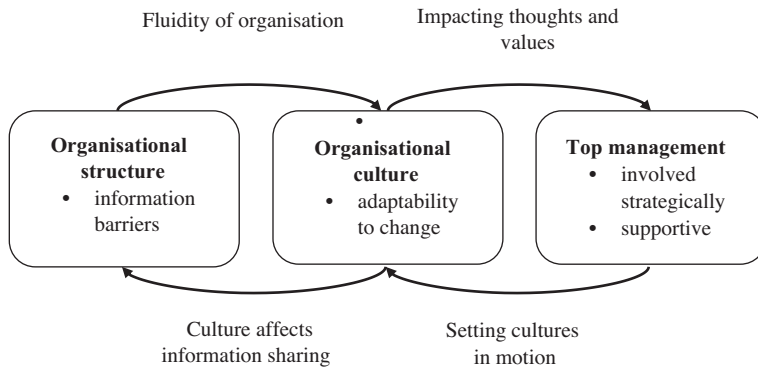 Fluidity of organisation
Impacting thoughts and
values
Organisational
structure
• information
barriers
•
Organisational
culture
• adaptability
to change
Top management
• involved
strategically
• supportive
Culture affects
information sharing
Setting cultures
in motion